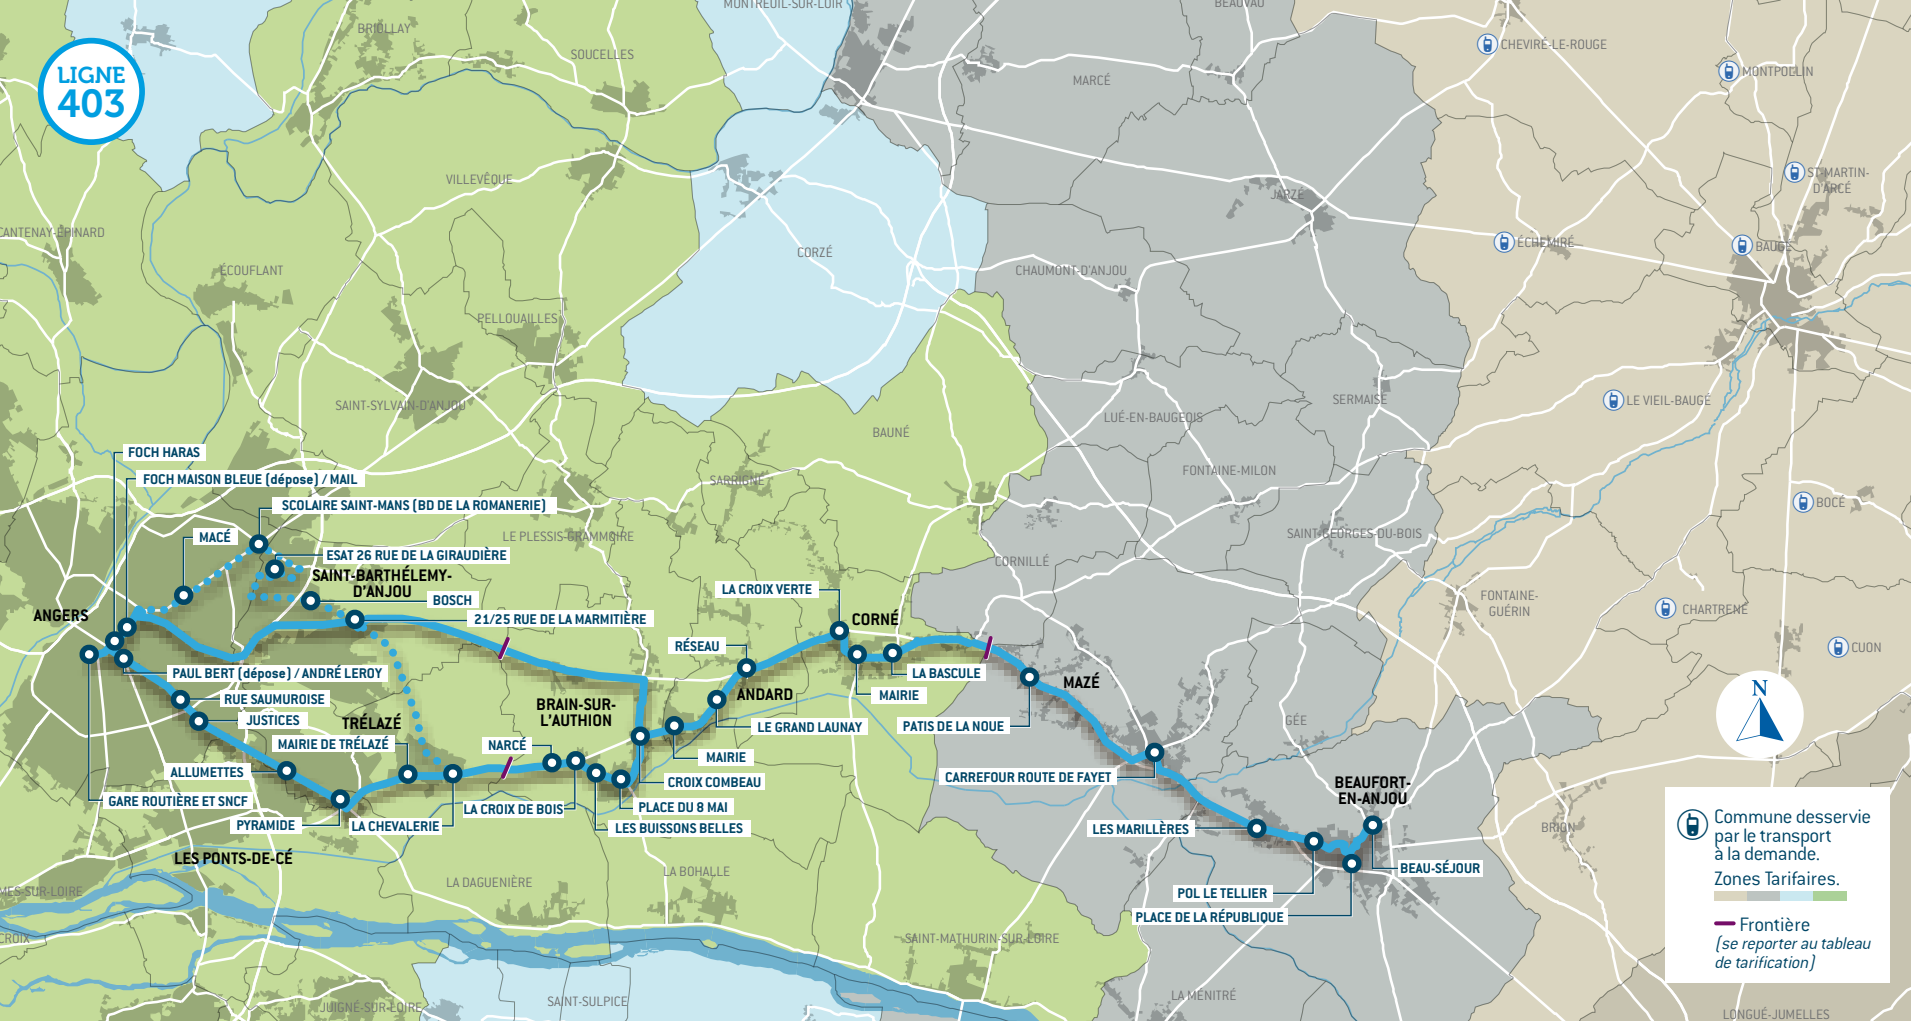 MONTREUIL-SUR-LOIR
BEAUVAU
BRIOLLAY
SOUCELLES
CHEVIRÉ-LE-ROUGE
MONTPOLLIN
MARCÉ
LIGNE
403
VILLEVÊQUE
JARZÉ
ST-MARTIN-
D'ARCÉ
CANTENAY-ÉPINARD
CORZÉ
ÉCHEMIRÉ
BAUGÉ
ÉCOUFLANT
CHAUMONT-D'ANJOU
PELLOUAILLES
SAINT-SYLVAIN-D'ANJOU
SERMAISE
LE VIEIL-BAUGÉ
LUÉ-EN-BAUGEOIS
BAUNÉ
FOCH HARAS
FOCH MAISON BLEUE (dépose) / MAIL
SARRIGNÉ
FONTAINE-MILON
SCOLAIRE SAINT-MANS (BD DE LA ROMANERIE)
BOCÉ
MACÉ
LE PLESSIS-GRAMMOIRE
SAINT-GEORGES-DU-BOIS
ESAT 26 RUE DE LA GIRAUDIÈRE
CORNILLÉ
SAINT-BARTHÉLEMY-
D'ANJOU
LA CROIX VERTE
BOSCH
FONTAINE-
GUÉRIN
CHARTRENÉ
ANGERS
21/25 RUE DE LA MARMITIÈRE
CORNÉ
RÉSEAU
CUON
PAUL BERT (dépose) / ANDRÉ LEROY
LA BASCULE
MAZÉ
RUE SAUMUROISE
ANDARD
MAIRIE
JUSTICES
TRÉLAZÉ
BRAIN-SUR-
L'AUTHION
LE GRAND LAUNAY
PATIS DE LA NOUE
GÉE
N
MAIRIE DE TRÉLAZÉ
NARCÉ
MAIRIE
ALLUMETTES
CROIX COMBEAU
CARREFOUR ROUTE DE FAYET
BEAUFORT-
EN-ANJOU
GARE ROUTIÈRE ET SNCF
LA CROIX DE BOIS
PLACE DU 8 MAI
PYRAMIDE
LA CHEVALERIE
LES BUISSONS BELLES
LES MARILLÈRES
BRION
LES PONTS-DE-CÉ
LA BOHALLE
BEAU-SÉJOUR
LA DAGUENIÈRE
POL LE TELLIER
MES-SUR-LOIRE
PLACE DE LA RÉPUBLIQUE
CROIX
SAINT-MATHURIN-SUR-LOIRE
LA MÉNITRÉ
SAINT-SULPICE
JUIGNÉ-SUR-LOIRE
LONGUÉ-JUMELLES
Commune desservie
par le transport
à la demande.
Zones Tarifaires.
Frontière
(se reporter au tableau
de tarification)